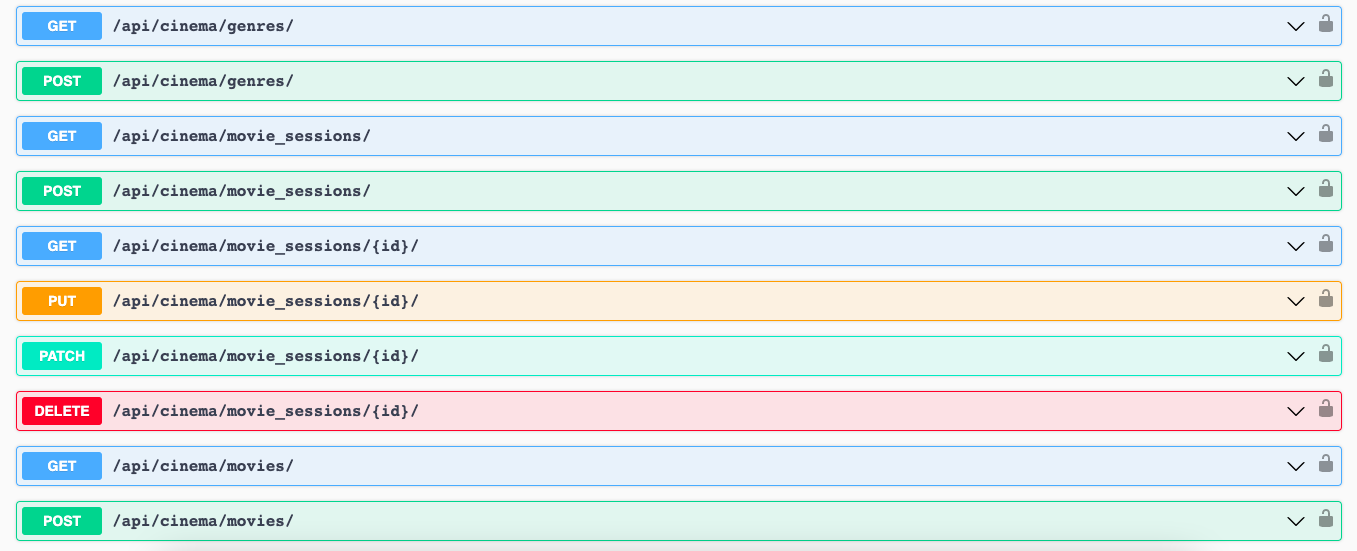 GET /api/cinema/genres/
POST /api/cinema/genres/
GET /api/cinema/movie_sessions/
POST /api/cinema/movie_sessions/
GET /api/cinema/movie_sessions/{id}/
PUT /api/cinema/movie_sessions/{id}/
PATCH /api/cinema/movie_sessions/{id}/
DELETE /api/cinema/movie_sessions/{id}/
GET /api/cinema/movies/
POST /api/cinema/movies/